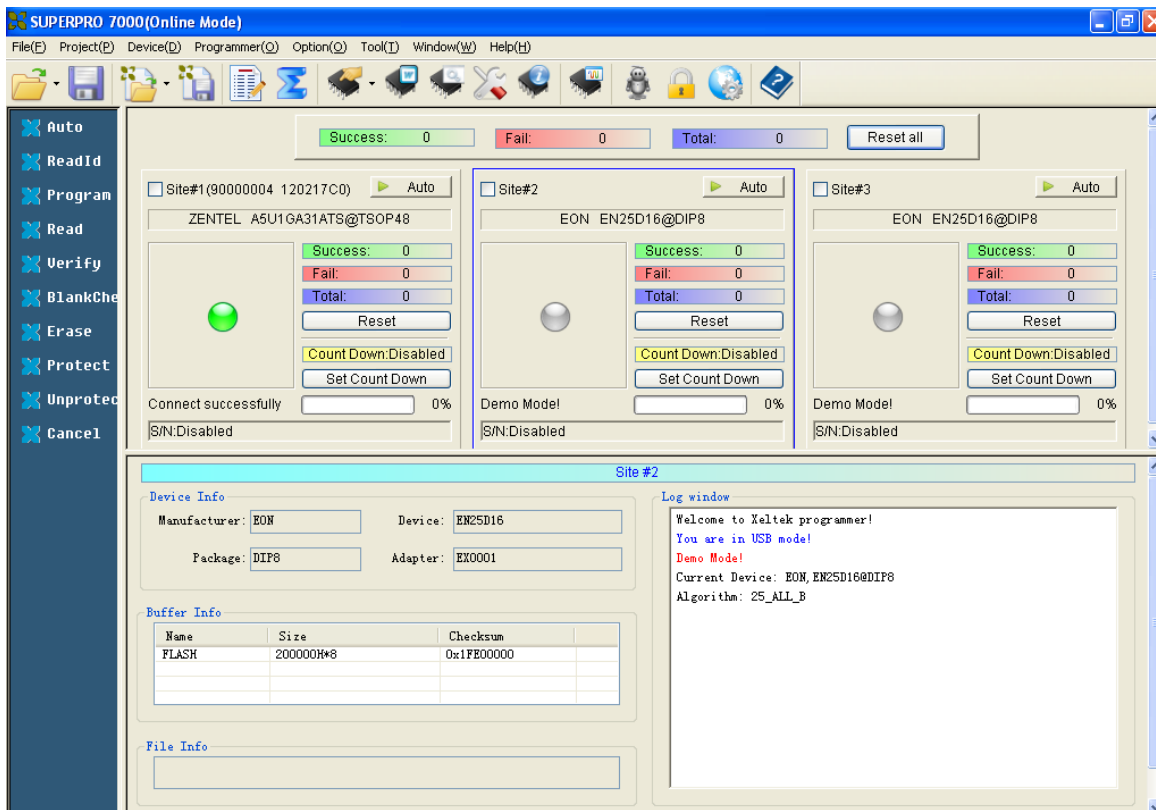 SUPERPRO 7000(Online Mode)
File(F) Project(P) Device(D) Programmer(O) Option(O) Tool(T) Window(W) Help(H)
Auto
ReadId
Program
Read
Verify
BlankChe
Erase
Protect
Unprotec
Cancel
Success: 0 Fail: 0 Total: 0 Reset all
Site#1(90000004 120217C0) Auto
ZENTEL A5U1GA31ATS@TSOP48
Success: 0
Fail: 0
Total: 0
Reset
Count Down:Disabled
Set Count Down
Connect successfully 0%
S/N:Disabled
Site#2 Auto
EON EN25D16@DIP8
Success: 0
Fail: 0
Total: 0
Reset
Count Down:Disabled
Set Count Down
Demo Mode! 0%
S/N:Disabled
Site#3 Auto
EON EN25D16@DIP8
Success: 0
Fail: 0
Total: 0
Reset
Count Down:Disabled
Set Count Down
Demo Mode! 0%
S/N:Disabled
Site #2
Device Info
Manufacturer: EON Device: EN25D16
Package: DIP8 Adapter: EX0001
Buffer Info
Name Size Checksum
FLASH 200000H*8 0x1FE00000
File Info
Log window
Welcome to Xeltek programmer!
You are in USB mode!
Demo Mode!
Current Device: EON,EN25D16@DIP8
Algorithm: 25_ALL_B